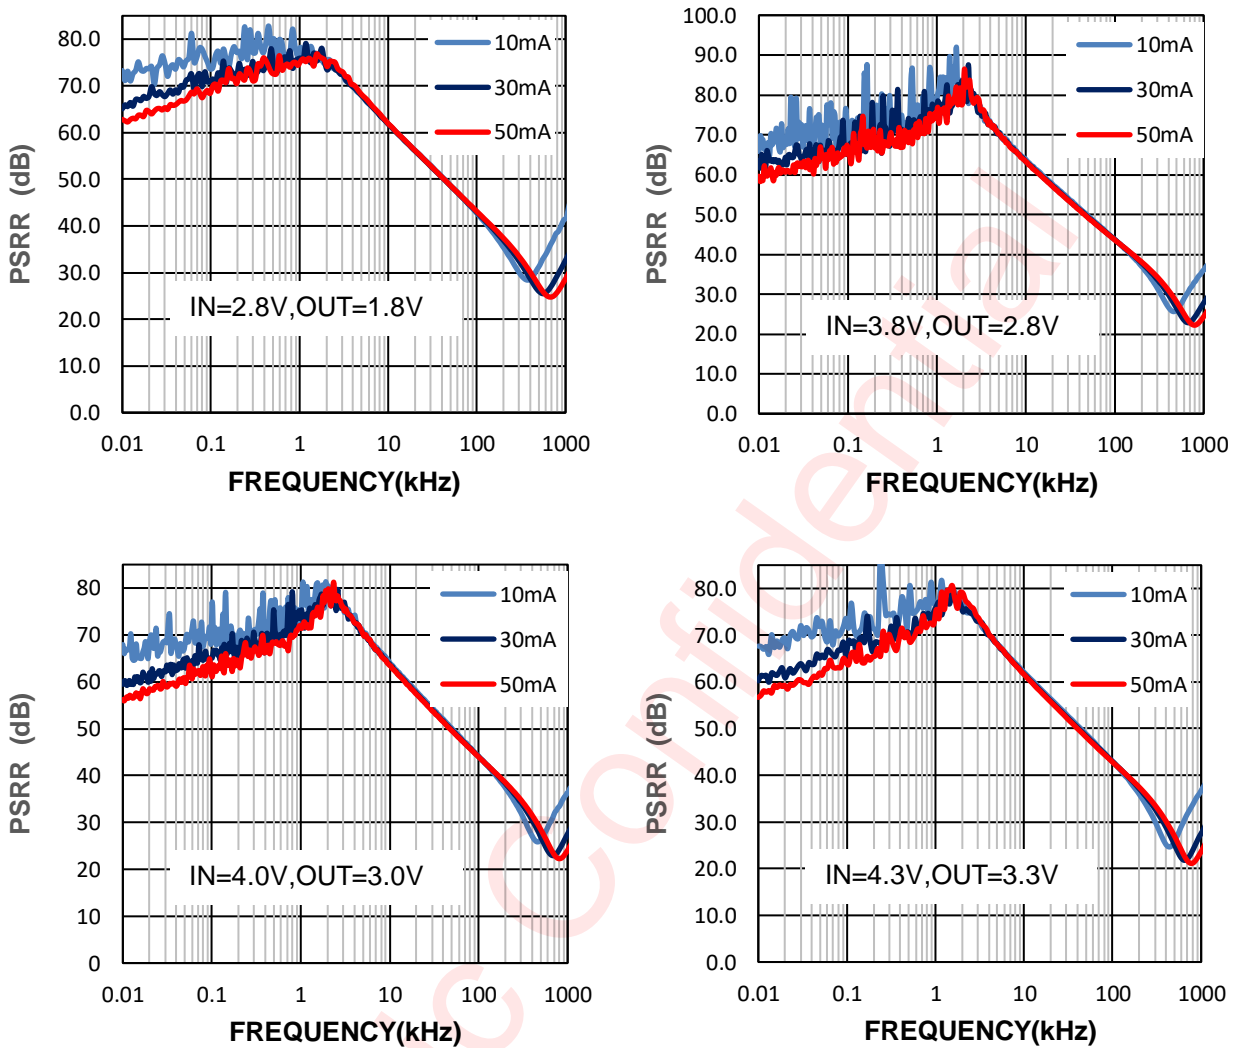 80.0
70.0
60.0
50.0
40.0
30.0
20.0
10.0
0.0
PSRR (dB)
10mA
30mA
50mA
IN=2.8V,OUT=1.8V
0.01 0.1 1 10 100 1000
FREQUENCY(kHz)
100.0
90.0
80.0
70.0
60.0
50.0
40.0
30.0
20.0
10.0
0.0
PSRR (dB)
10mA
30mA
50mA
IN=3.8V,OUT=2.8V
0.01 0.1 1 10 100 1000
FREQUENCY(kHz)
80
70
60
50
40
30
20
10
0
PSRR (dB)
10mA
30mA
50mA
IN=4.0V,OUT=3.0V
0.01 0.1 1 10 100 1000
FREQUENCY(kHz)
80.0
70.0
60.0
50.0
40.0
30.0
20.0
10.0
0.0
PSRR (dB)
10mA
30mA
50mA
IN=4.3V,OUT=3.3V
0.01 0.1 1 10 100 1000
FREQUENCY(kHz)
Confidential